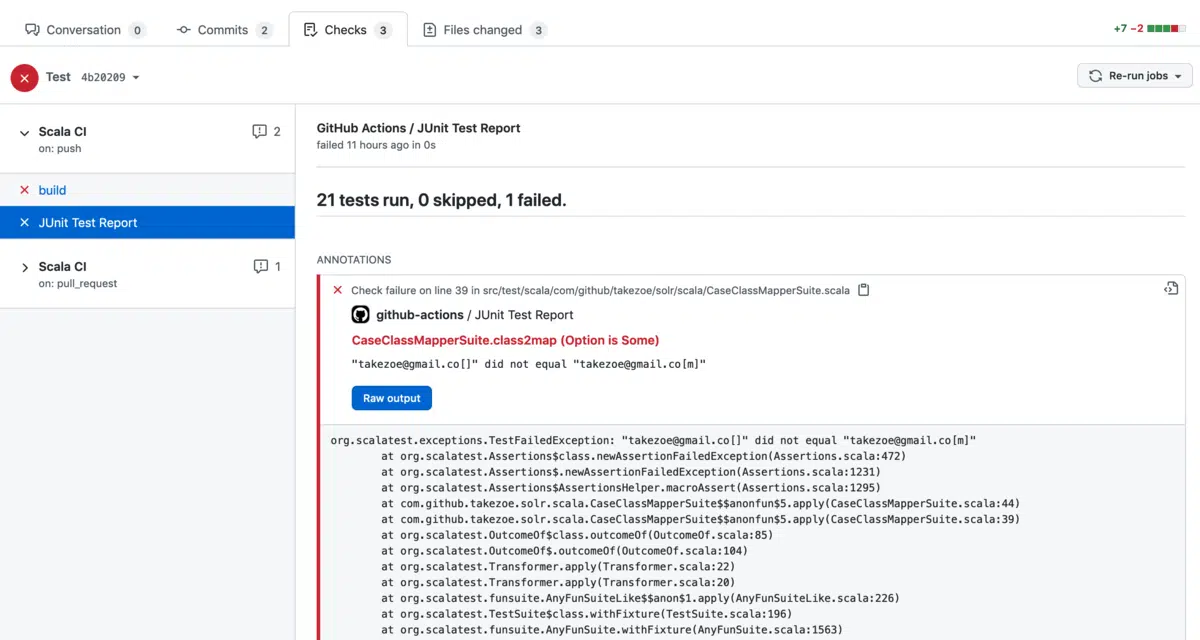 Conversation 0 Commits 2 Checks 3 Files changed 3 +7 −2
Test 4b20209 Re-run jobs
Scala CI 2
on: push
build
JUnit Test Report
Scala CI 1
on: pull_request
GitHub Actions / JUnit Test Report
failed 11 hours ago in 0s
21 tests run, 0 skipped, 1 failed.
ANNOTATIONS
Check failure on line 39 in src/test/scala/com/github/takezoe/solr/scala/CaseClassMapperSuite.scala
github-actions / JUnit Test Report
CaseClassMapperSuite.class2map (Option is Some)
"takezoe@gmail.co[]" did not equal "takezoe@gmail.co[m]"
Raw output
org.scalatest.exceptions.TestFailedException: "takezoe@gmail.co[]" did not equal "takezoe@gmail.co[m]"
at org.scalatest.Assertions$class.newAssertionFailedException(Assertions.scala:472)
at org.scalatest.Assertions$.newAssertionFailedException(Assertions.scala:1231)
at org.scalatest.Assertions$AssertionsHelper.macroAssert(Assertions.scala:1295)
at com.github.takezoe.solr.scala.CaseClassMapperSuite$$anonfun$5.apply(CaseClassMapperSuite.scala:44)
at com.github.takezoe.solr.scala.CaseClassMapperSuite$$anonfun$5.apply(CaseClassMapperSuite.scala:39)
at org.scalatest.OutcomeOf$class.outcomeOf(OutcomeOf.scala:85)
at org.scalatest.OutcomeOf$.outcomeOf(OutcomeOf.scala:104)
at org.scalatest.Transformer.apply(Transformer.scala:22)
at org.scalatest.Transformer.apply(Transformer.scala:20)
at org.scalatest.funsuite.AnyFunSuiteLike$$anon$1.apply(AnyFunSuiteLike.scala:226)
at org.scalatest.TestSuite$class.withFixture(TestSuite.scala:196)
at org.scalatest.funsuite.AnyFunSuite.withFixture(AnyFunSuite.scala:1563)